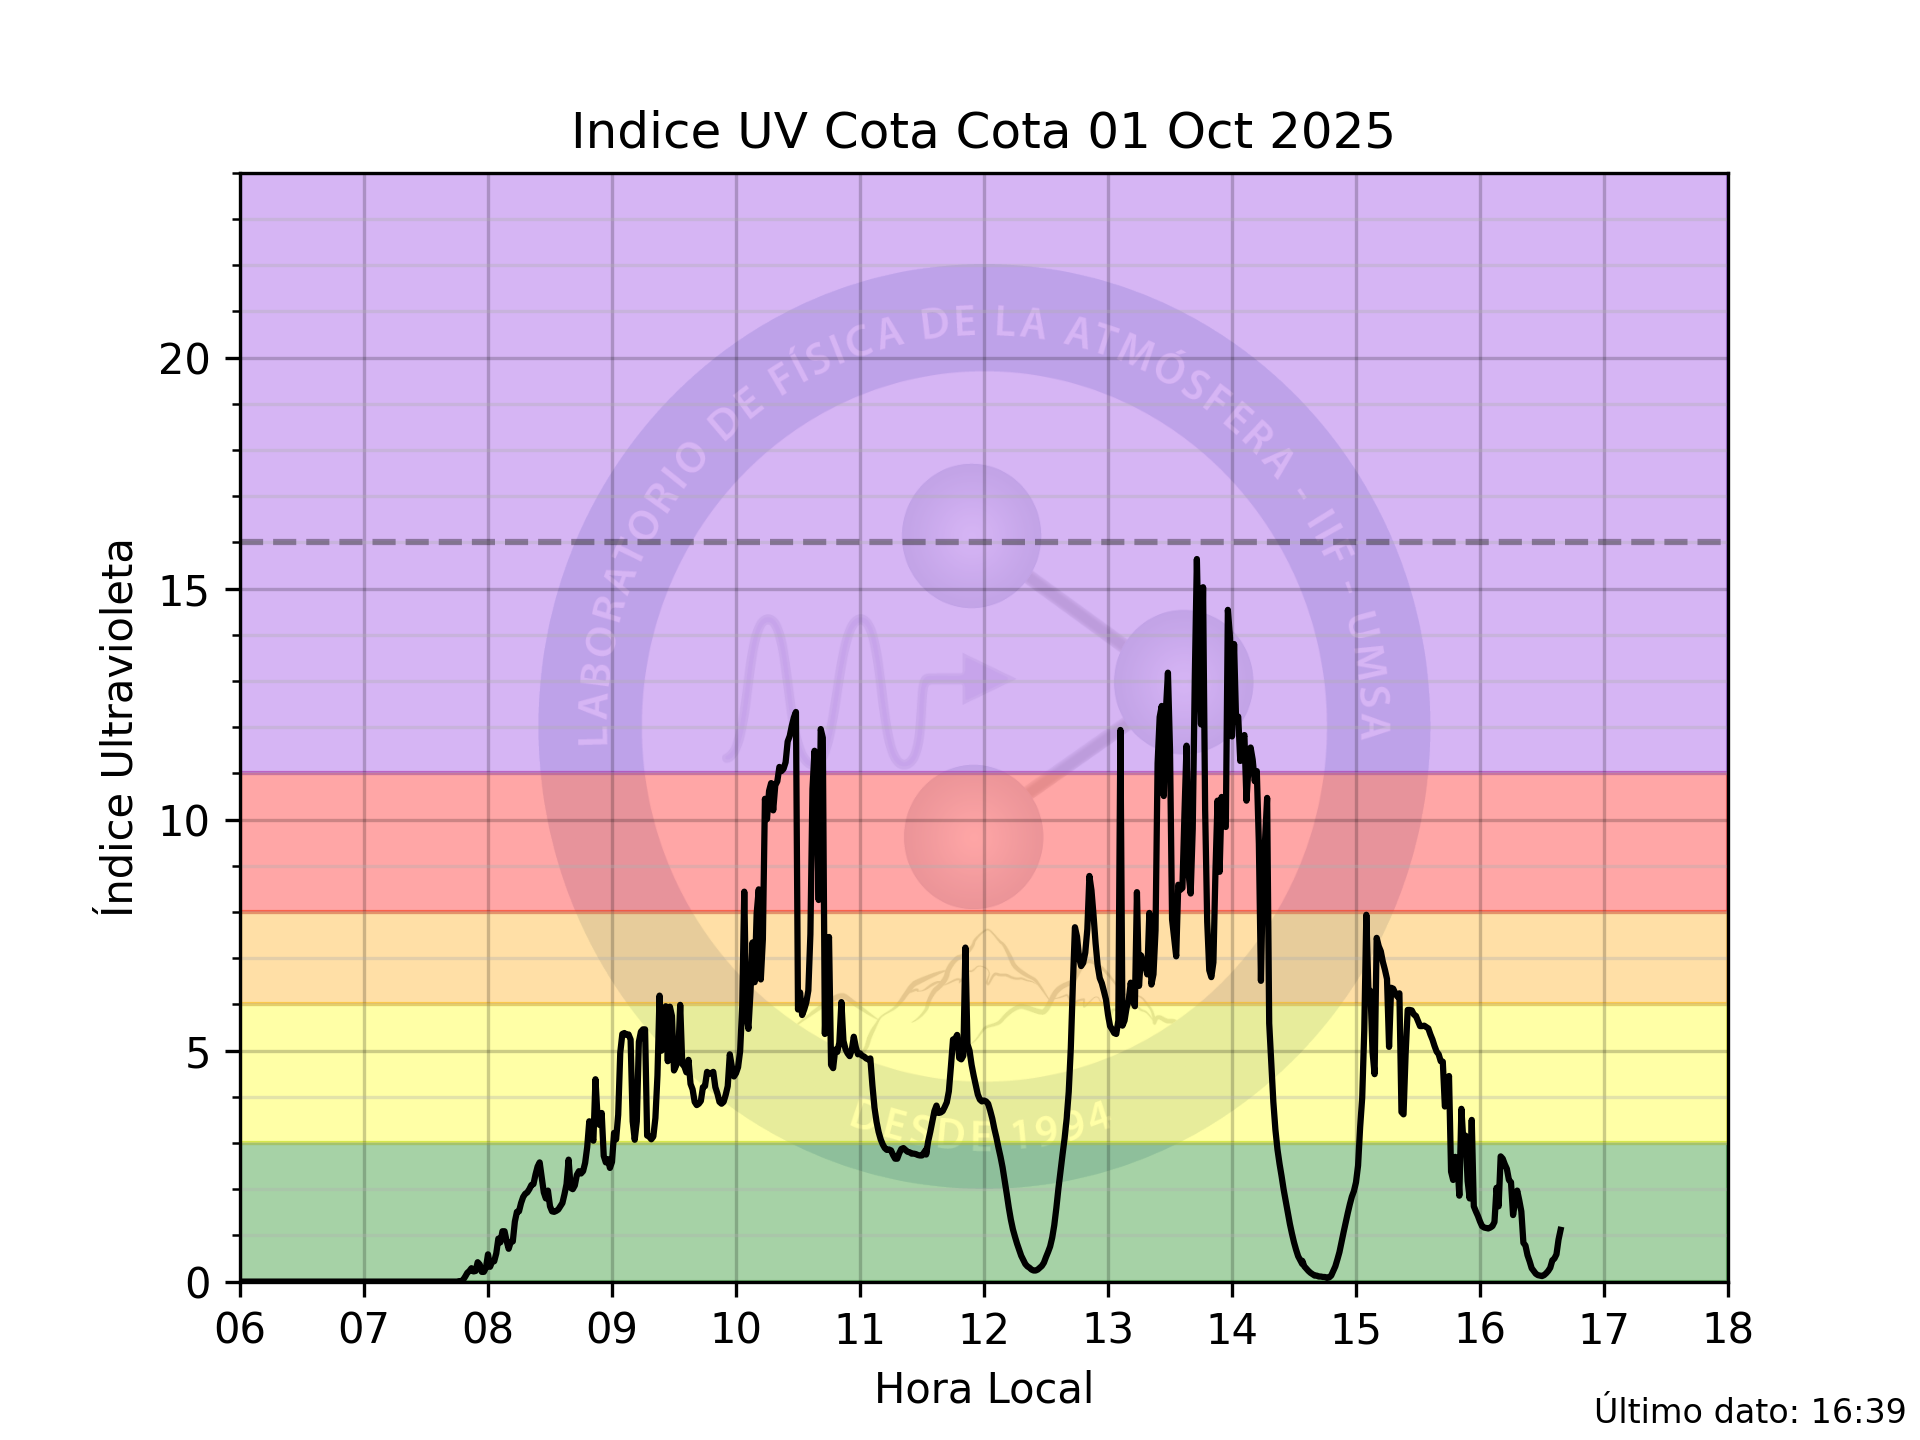 Indice UV Cota Cota 01 Oct 2025
LABORATORIO DE FÍSICA DE LA ATMÓSFERA - IIF - UMSA
DESDE 1994
Índice Ultravioleta
20
15
10
5
0
06 07 08 09 10 11 12 13 14 15 16 17 18
Hora Local
Último dato: 16:39